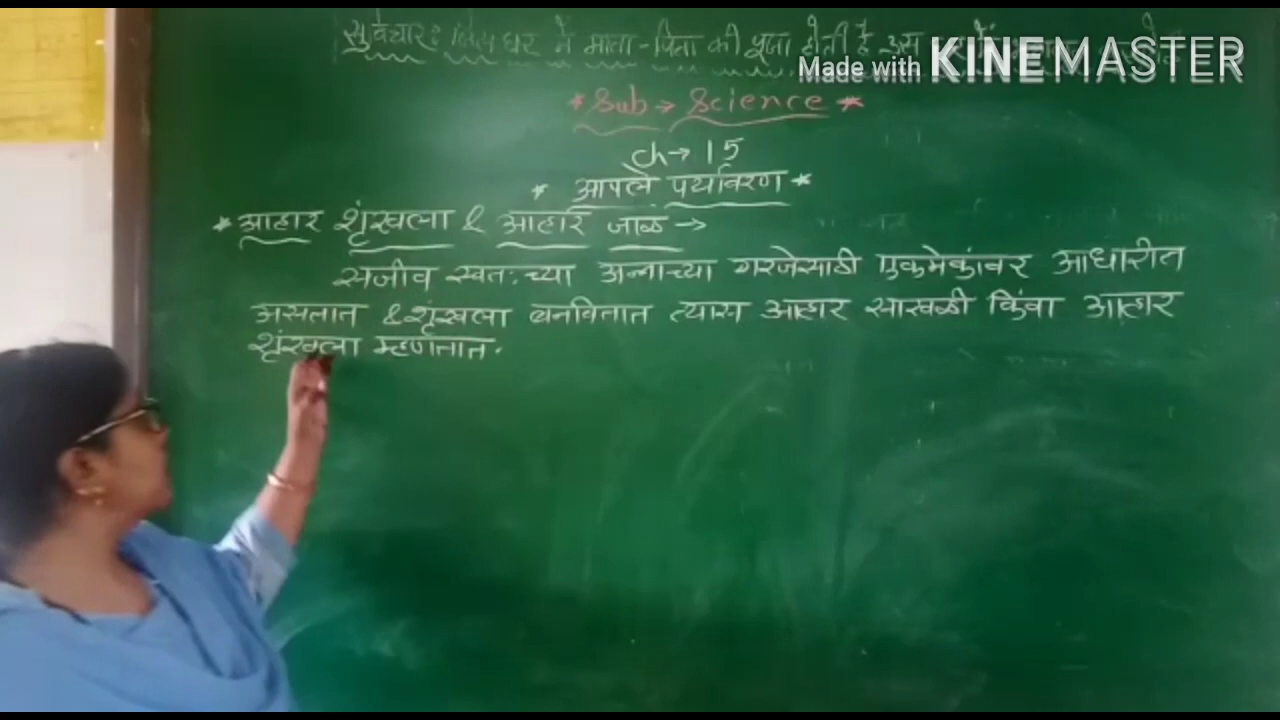 सुविचार: जिस घर में माता-पिता की पूजा होती है उस
Made with KINEMASTER
* Sub → Science *
ch → 15
* आपले पर्यावरण *
* आहार शृंखला & आहार जाळ →
सजीव स्वत:च्या अन्नाच्या गरजेसाठी एकमेकांवर आधारीत
असतात & शृंखला बनवितात त्यास आहार साखळी किंवा आहार
शृंखला म्हणतात.